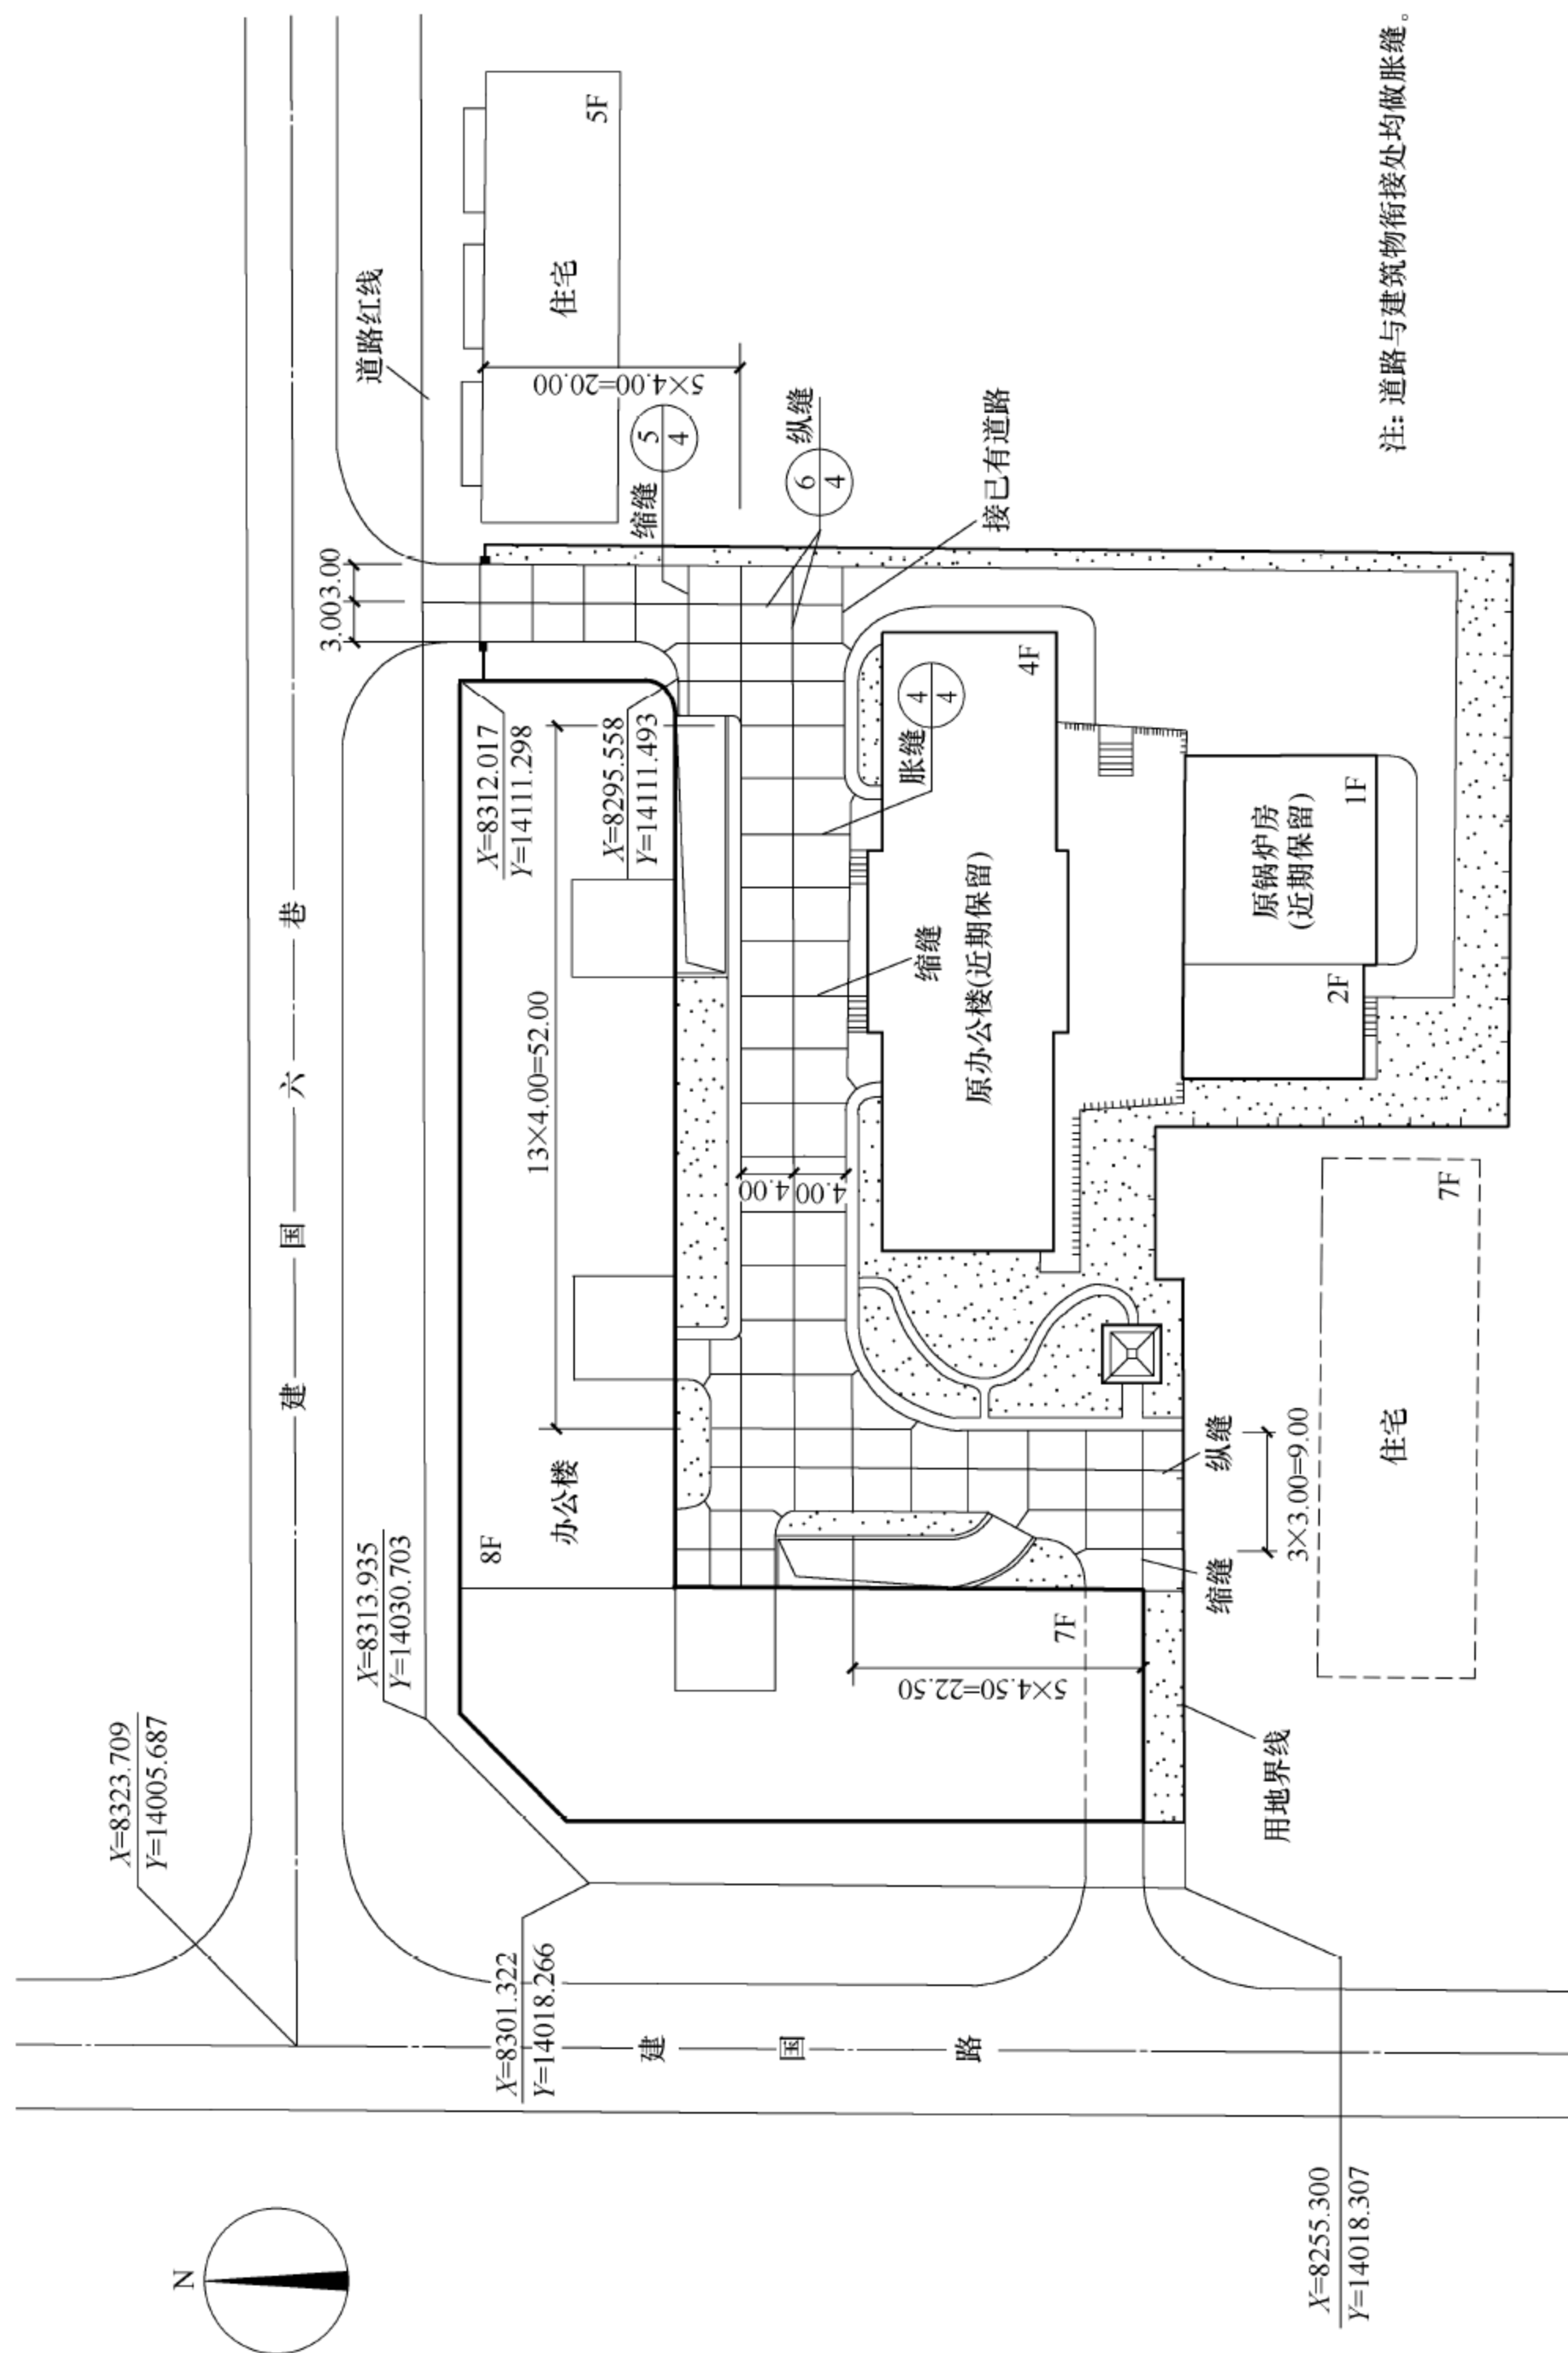 N
X=8323.709
Y=14005.687
建国六巷
道路红线
X=8313.935
Y=14030.703
X=8301.322
Y=14018.266
建国路
X=8255.300
Y=14018.307
3.00
3.00
8F
办公楼
X=8312.017
Y=14111.298
X=8295.558
Y=14111.493
13×4.00=52.00
住宅
5F
5×4.00=20.00
缩缝
5
4
纵缝
6
4
接已有道路
4.00
4.00
胀缝
4
4
缩缝
4F
原办公楼(近期保留)
原锅炉房
(近期保留)
1F
2F
7F
5×4.50=22.50
纵缝
缩缝
3×3.00=9.00
用地界线
住宅
7F
注：道路与建筑物衔接处均做胀缝。